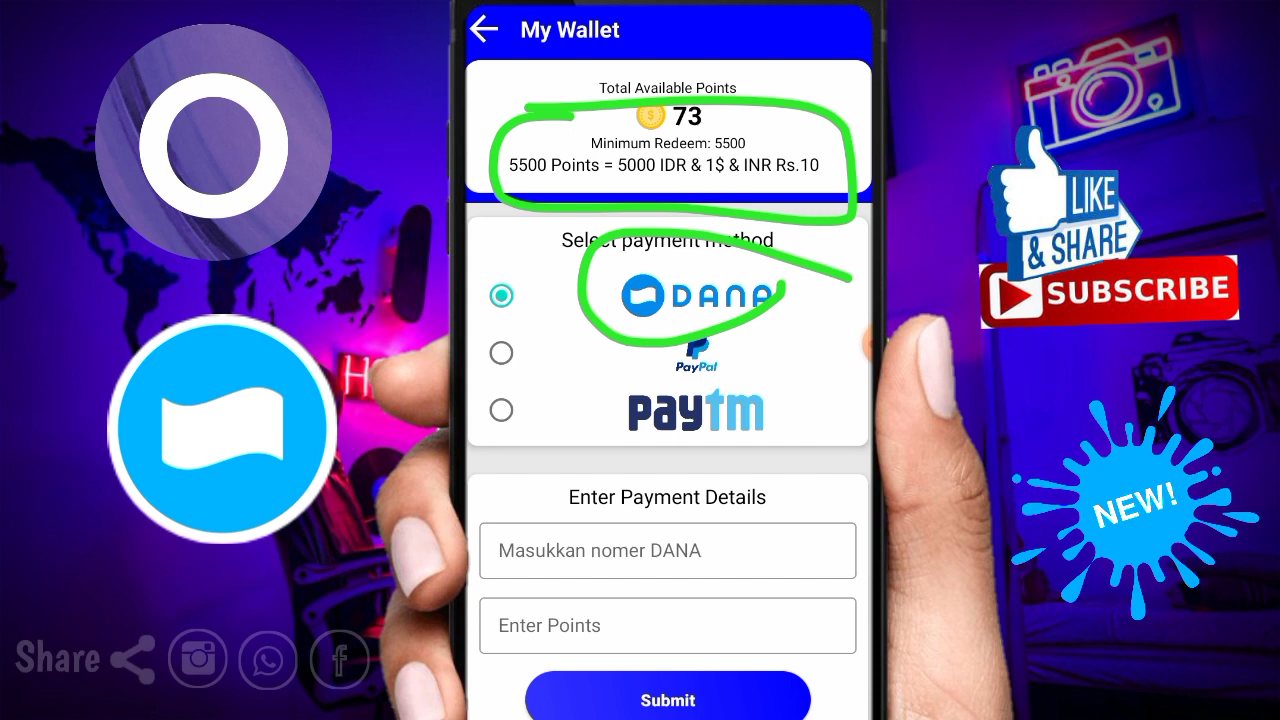 My Wallet
Total Available Points
73
Minimum Redeem: 5500
5500 Points = 5000 IDR & 1$ & INR Rs.10
Select payment method
DANA
PayPal
paytm
Enter Payment Details
Masukkan nomer DANA
Enter Points
Submit
LIKE
& SHARE
SUBSCRIBE
NEW!
H
Share